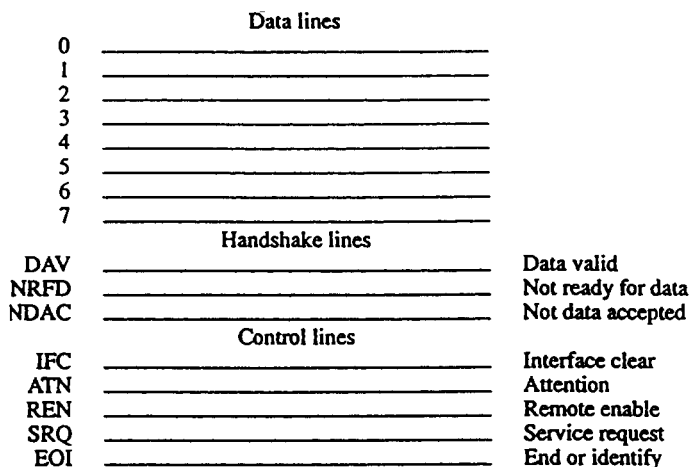 Data lines
0
1
2
3
4
5
6
7
Handshake lines
DAV Data valid
NRFD Not ready for data
NDAC Not data accepted
Control lines
IFC Interface clear
ATN Attention
REN Remote enable
SRQ Service request
EOI End or identify